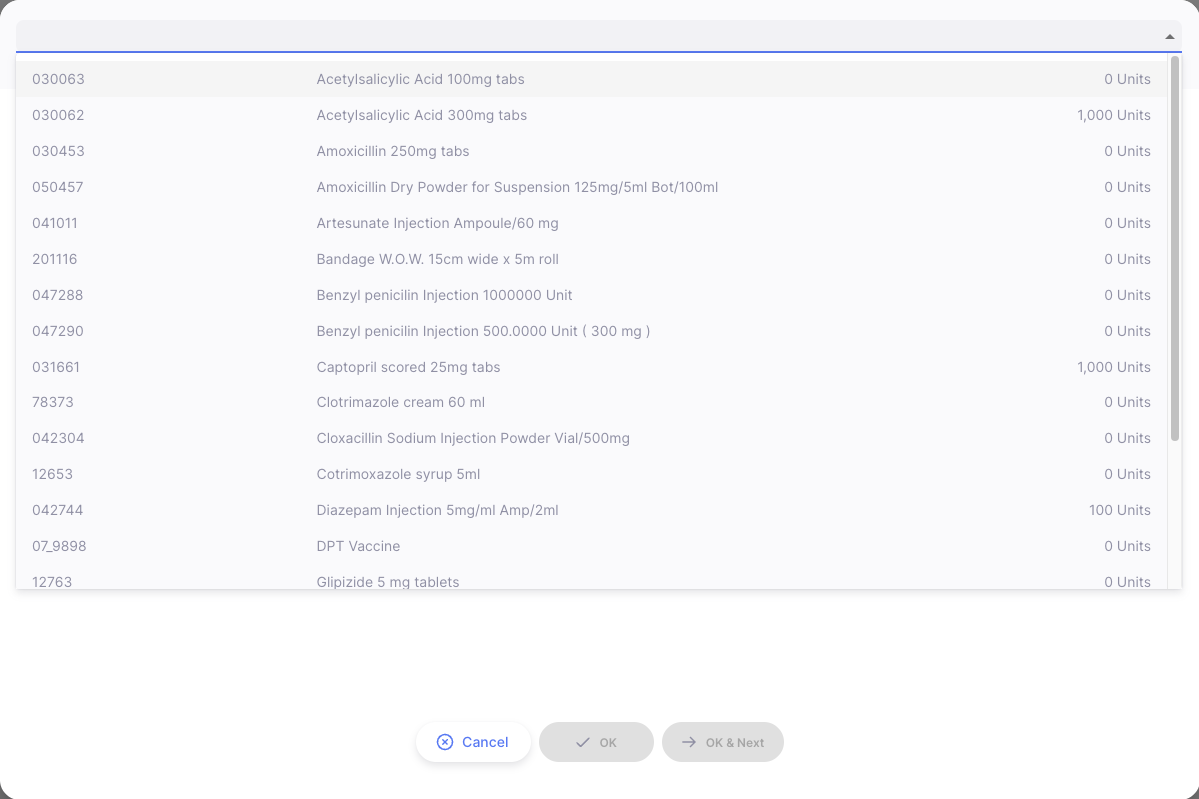 030063 Acetylsalicylic Acid 100mg tabs 0 Units
030062 Acetylsalicylic Acid 300mg tabs 1,000 Units
030453 Amoxicillin 250mg tabs 0 Units
050457 Amoxicillin Dry Powder for Suspension 125mg/5ml Bot/100ml 0 Units
041011 Artesunate Injection Ampoule/60 mg 0 Units
201116 Bandage W.O.W. 15cm wide x 5m roll 0 Units
047288 Benzyl penicilin Injection 1000000 Unit 0 Units
047290 Benzyl penicilin Injection 500.0000 Unit ( 300 mg ) 0 Units
031661 Captopril scored 25mg tabs 1,000 Units
78373 Clotrimazole cream 60 ml 0 Units
042304 Cloxacillin Sodium Injection Powder Vial/500mg 0 Units
12653 Cotrimoxazole syrup 5ml 0 Units
042744 Diazepam Injection 5mg/ml Amp/2ml 100 Units
07_9898 DPT Vaccine 0 Units
12763 Glipizide 5 mg tablets 0 Units
Cancel OK OK & Next